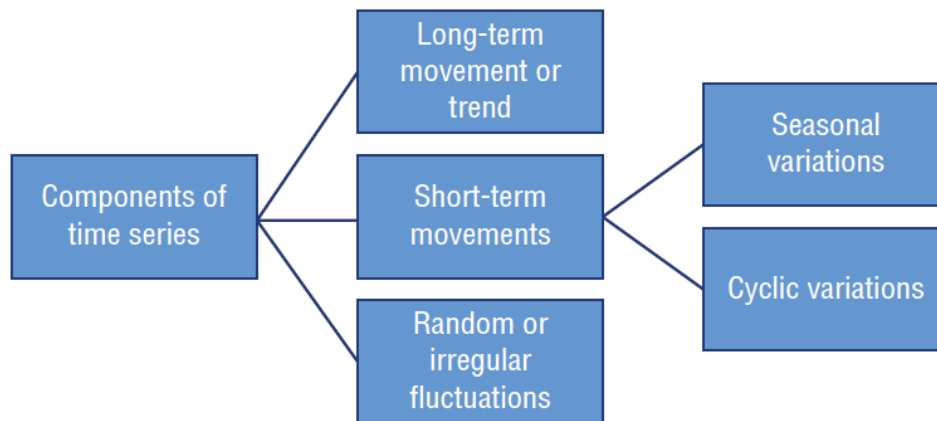 Long-term
movement or
trend
Components of
time series
Short-term
movements
Random or
irregular
fluctuations
Seasonal
variations
Cyclic variations